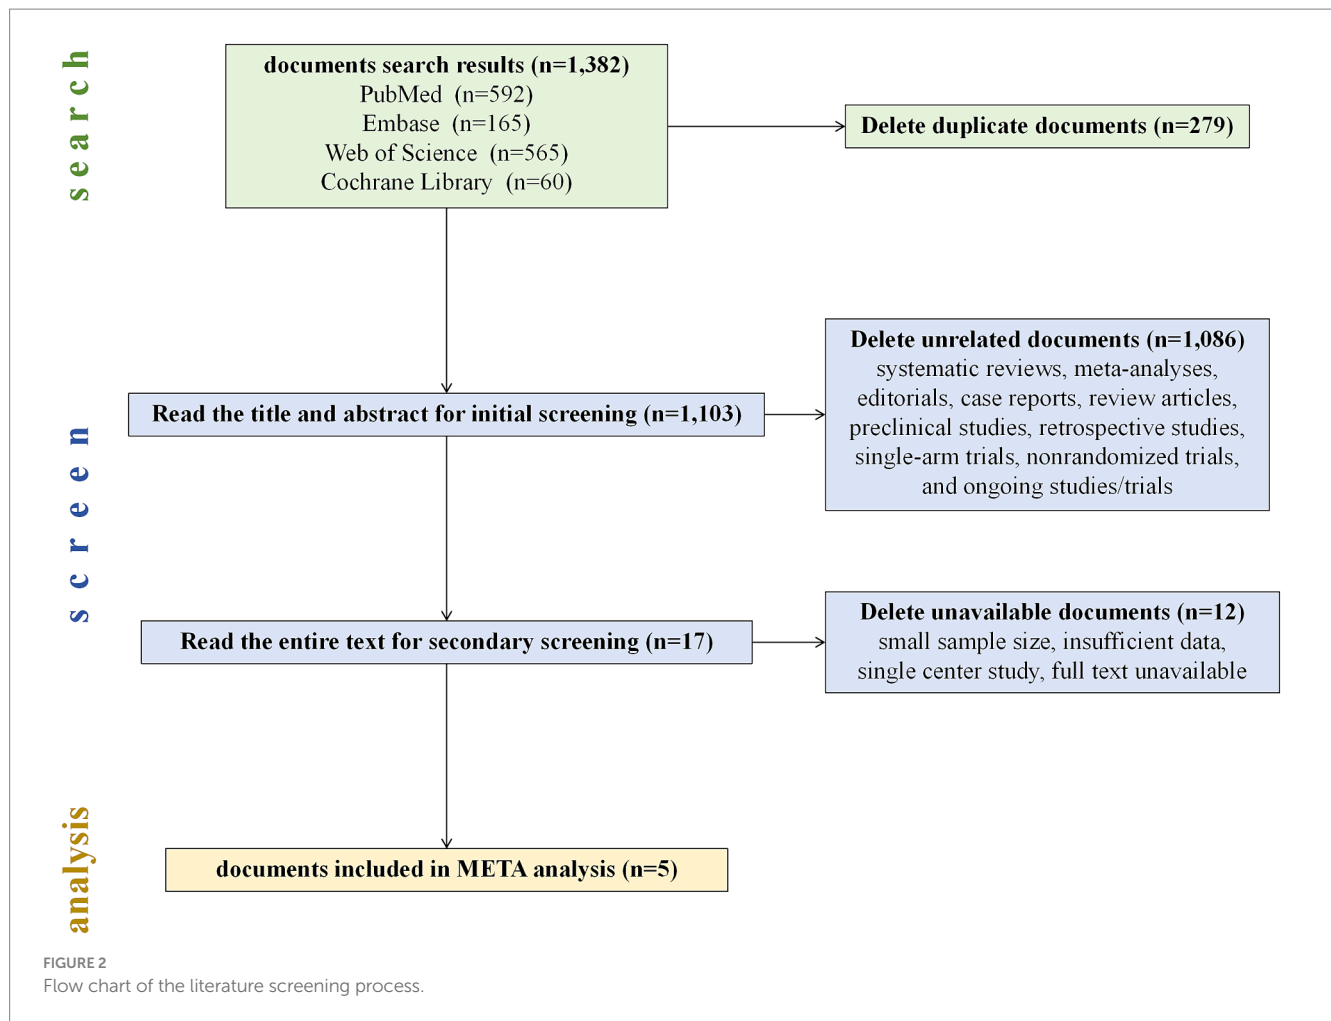 search
documents search results (n=1,382)
PubMed (n=592)
Embase (n=165)
Web of Science (n=565)
Cochrane Library (n=60)
Delete duplicate documents (n=279)
screen
Read the title and abstract for initial screening (n=1,103)
Delete unrelated documents (n=1,086)
systematic reviews, meta-analyses,
editorials, case reports, review articles,
preclinical studies, retrospective studies,
single-arm trials, nonrandomized trials,
and ongoing studies/trials
Read the entire text for secondary screening (n=17)
Delete unavailable documents (n=12)
small sample size, insufficient data,
single center study, full text unavailable
analysis
documents included in META analysis (n=5)
FIGURE 2
Flow chart of the literature screening process.